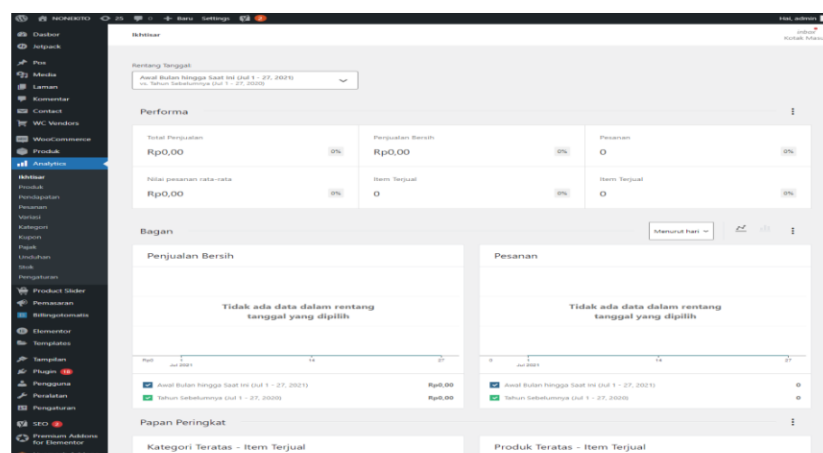 NONEKITO 25 0 + Baru Settings 2 Hai, admin
Dasbor
Jetpack
Pos
Media
Laman
Komentar
Contact
WC Vendors
WooCommerce
Produk
Analytics
Ikhtisar
Produk
Pendapatan
Pesanan
Variasi
Kategori
Kupon
Pajak
Unduhan
Stok
Pengaturan
Product Slider
Pemasaran
Billingotomatis
Elementor
Templates
Tampilan
Plugin 10
Pengguna
Peralatan
Pengaturan
SEO 2
Premium Addons
for Elementor
Ikhtisar
Inbox
Kotak Masu
Rentang Tanggal:
Awal Bulan hingga Saat Ini (Jul 1 - 27, 2021)
vs. Tahun Sebelumnya (Jul 1 - 27, 2020)
Performa
Total Penjualan
Rp0,00 0%
Penjualan Bersih
Rp0,00 0%
Pesanan
0 0%
Nilai pesanan rata-rata
Rp0,00 0%
Item Terjual
0 0%
Item Terjual
0 0%
Bagan
Menurut hari
Penjualan Bersih
Tidak ada data dalam rentang
tanggal yang dipilih
Rp0 1 14 27
Jul 2021
Awal Bulan hingga Saat Ini (Jul 1 - 27, 2021) Rp0,00
Tahun Sebelumnya (Jul 1 - 27, 2020) Rp0,00
Pesanan
Tidak ada data dalam rentang
tanggal yang dipilih
0 1 14 27
Jul 2021
Awal Bulan hingga Saat Ini (Jul 1 - 27, 2021) 0
Tahun Sebelumnya (Jul 1 - 27, 2020) 0
Papan Peringkat
Kategori Teratas - Item Terjual
Produk Teratas - Item Terjual